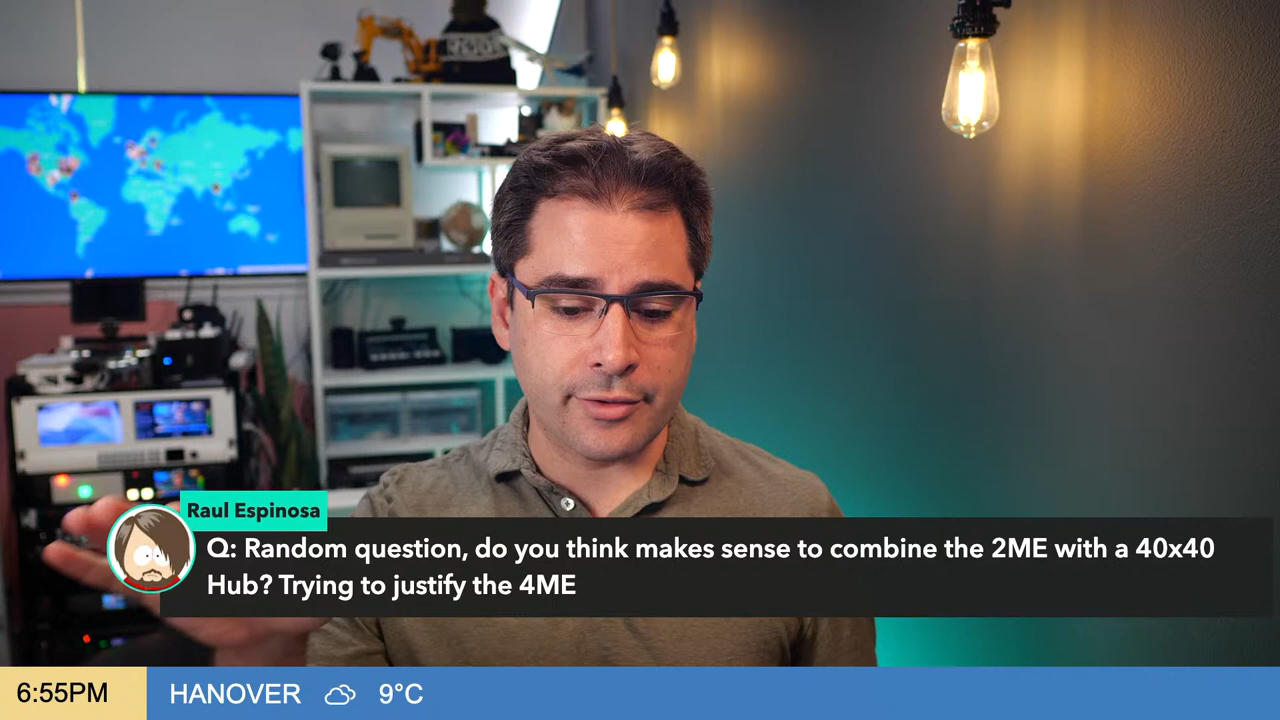 Raul Espinosa
Q: Random question, do you think makes sense to combine the 2ME with a 40x40
Hub? Trying to justify the 4ME
6:55PM HANOVER 9°C